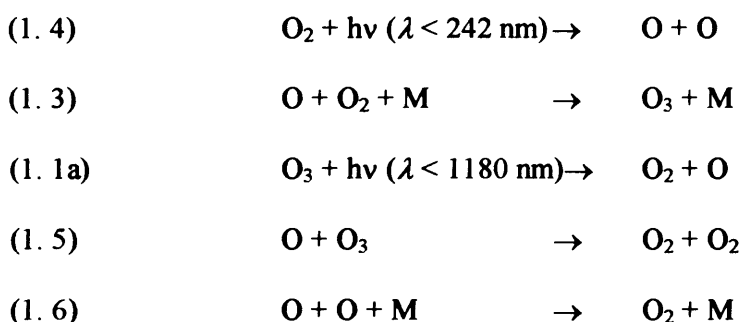 (1. 4) O₂ + hν (λ < 242 nm)→ O + O
(1. 3) O + O₂ + M → O₃ + M
(1. 1a) O₃ + hν (λ < 1180 nm)→ O₂ + O
(1. 5) O + O₃ → O₂ + O₂
(1. 6) O + O + M → O₂ + M